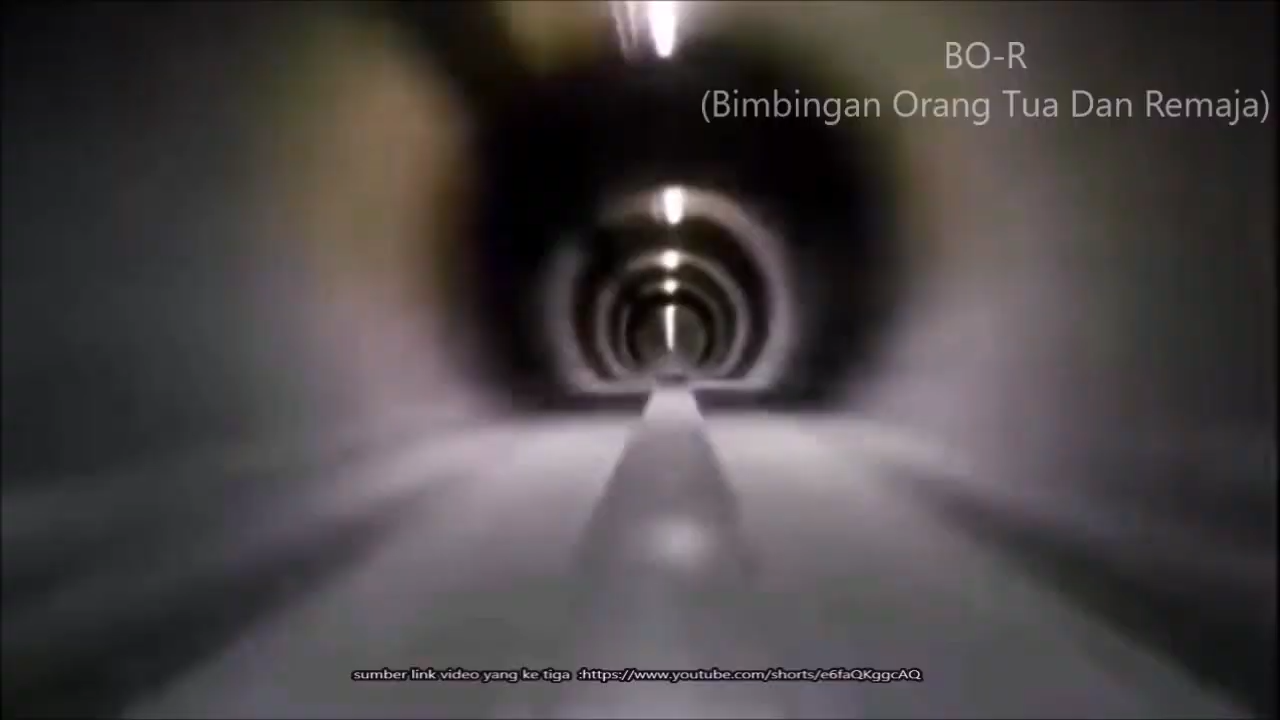 BO-R
(Bimbingan Orang Tua Dan Remaja)
sumber link video yang ke tiga :https://www.youtube.com/shorts/e6faQKggcAQ